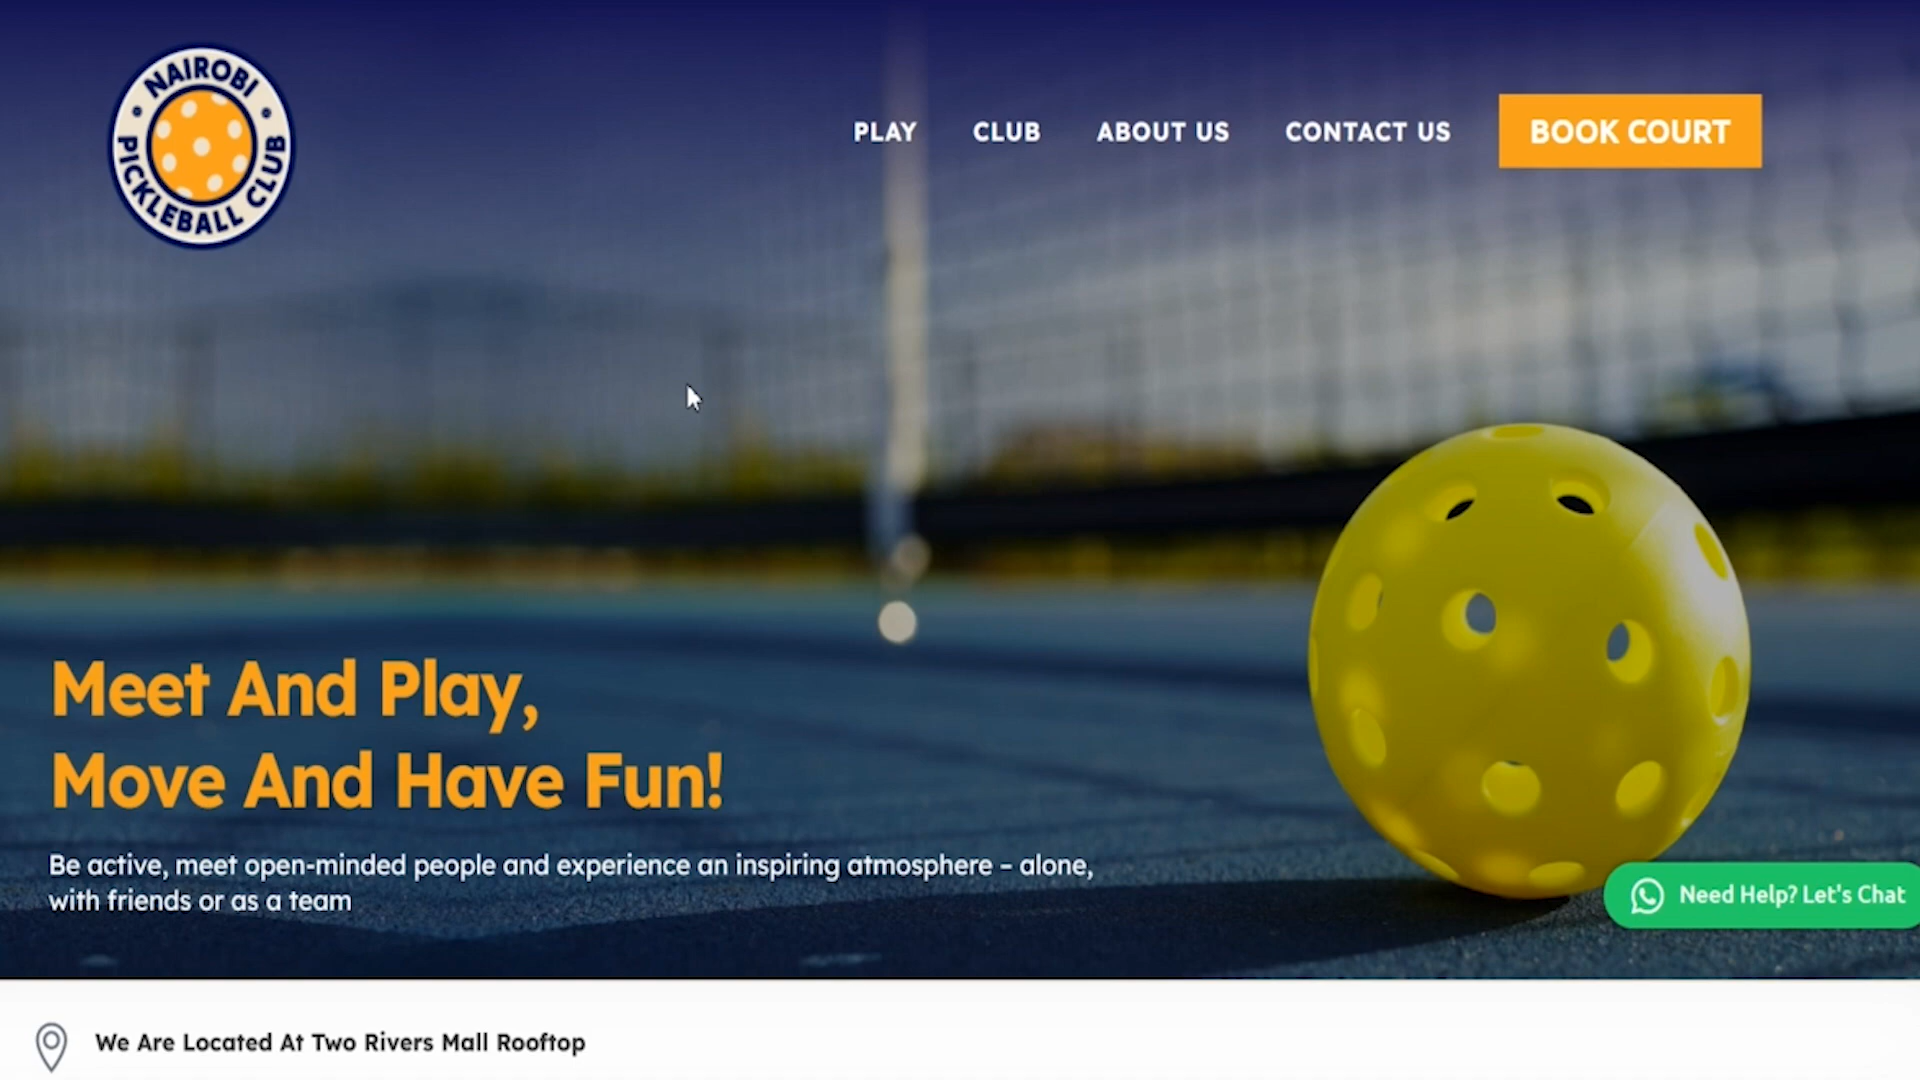 NAIROBI
PICKLEBALL CLUB
PLAY
CLUB
ABOUT US
CONTACT US
BOOK COURT
Meet And Play,
Move And Have Fun!
Be active, meet open-minded people and experience an inspiring atmosphere – alone,
with friends or as a team
Need Help? Let's Chat
We Are Located At Two Rivers Mall Rooftop